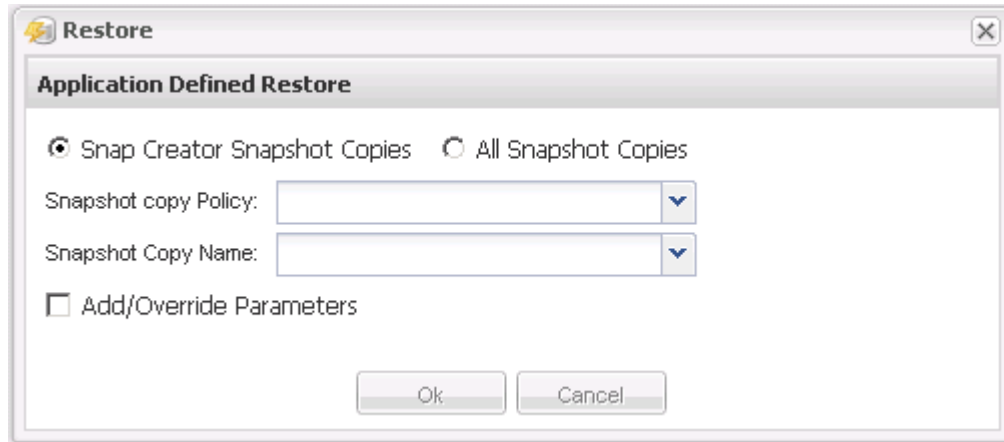 Restore
Application Defined Restore
Snap Creator Snapshot Copies All Snapshot Copies
Snapshot copy Policy:
Snapshot Copy Name:
Add/Override Parameters
Ok Cancel